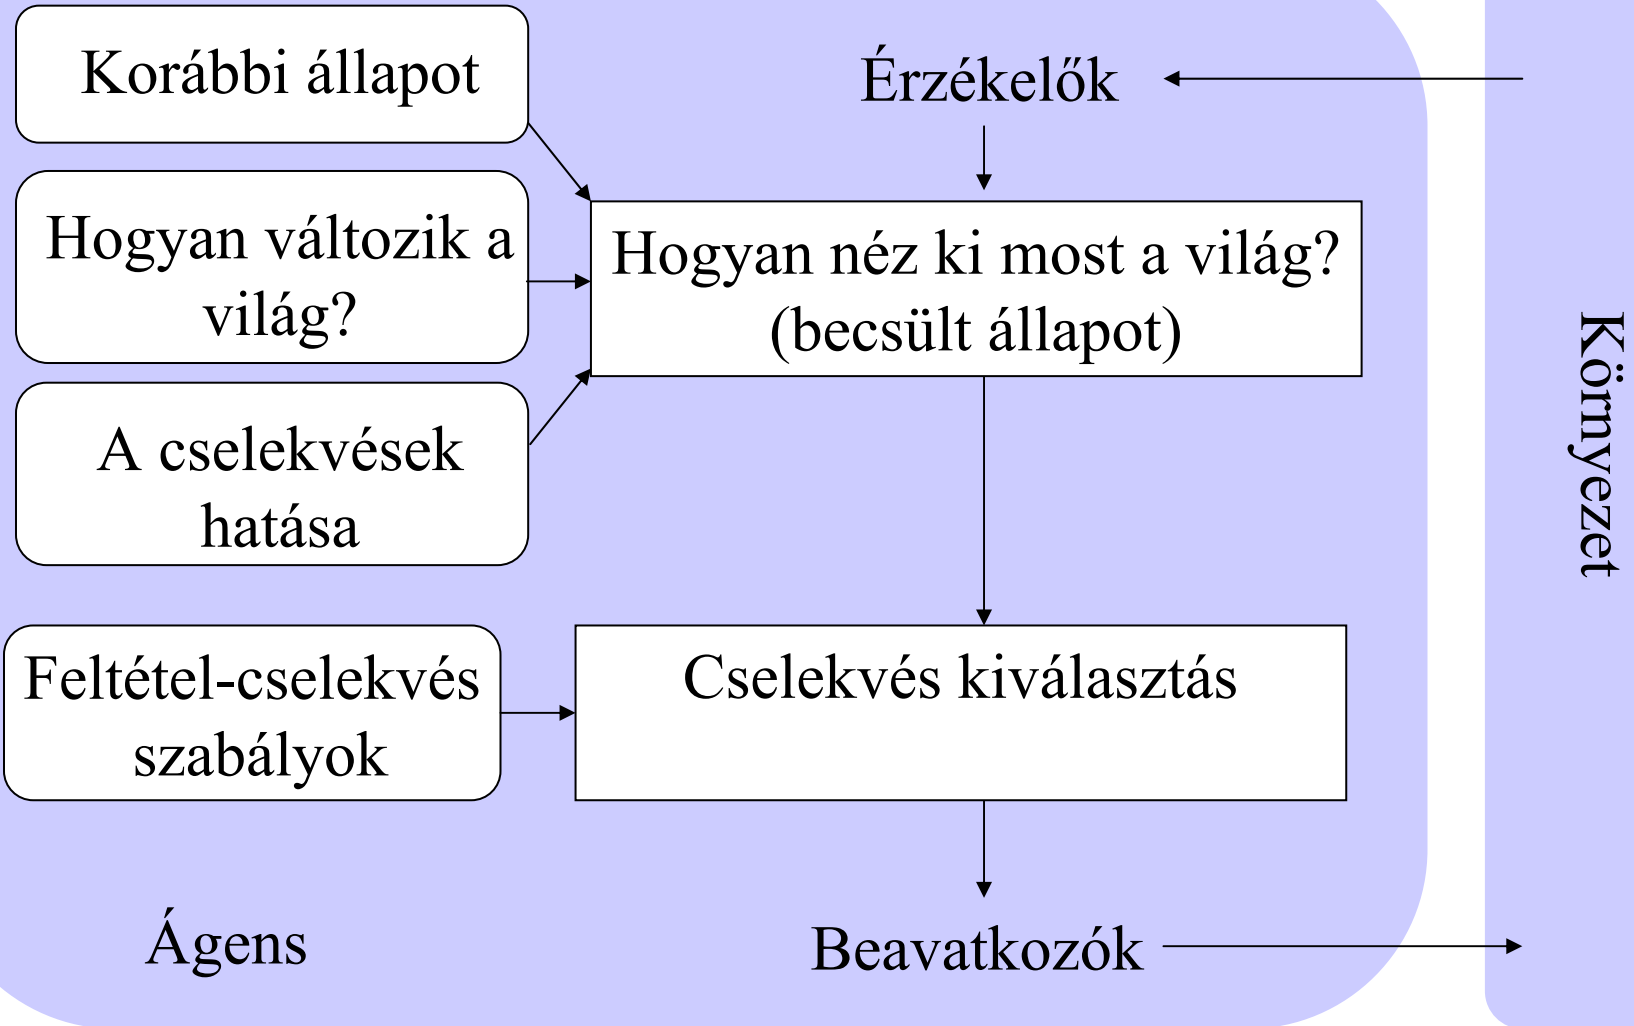 Korábbi állapot
Érzékelők
Hogyan változik a
világ?
Hogyan néz ki most a világ?
(becsült állapot)
A cselekvések
hatása
Feltétel-cselekvés
szabályok
Cselekvés kiválasztás
Ágens
Beavatkozók
Környezet